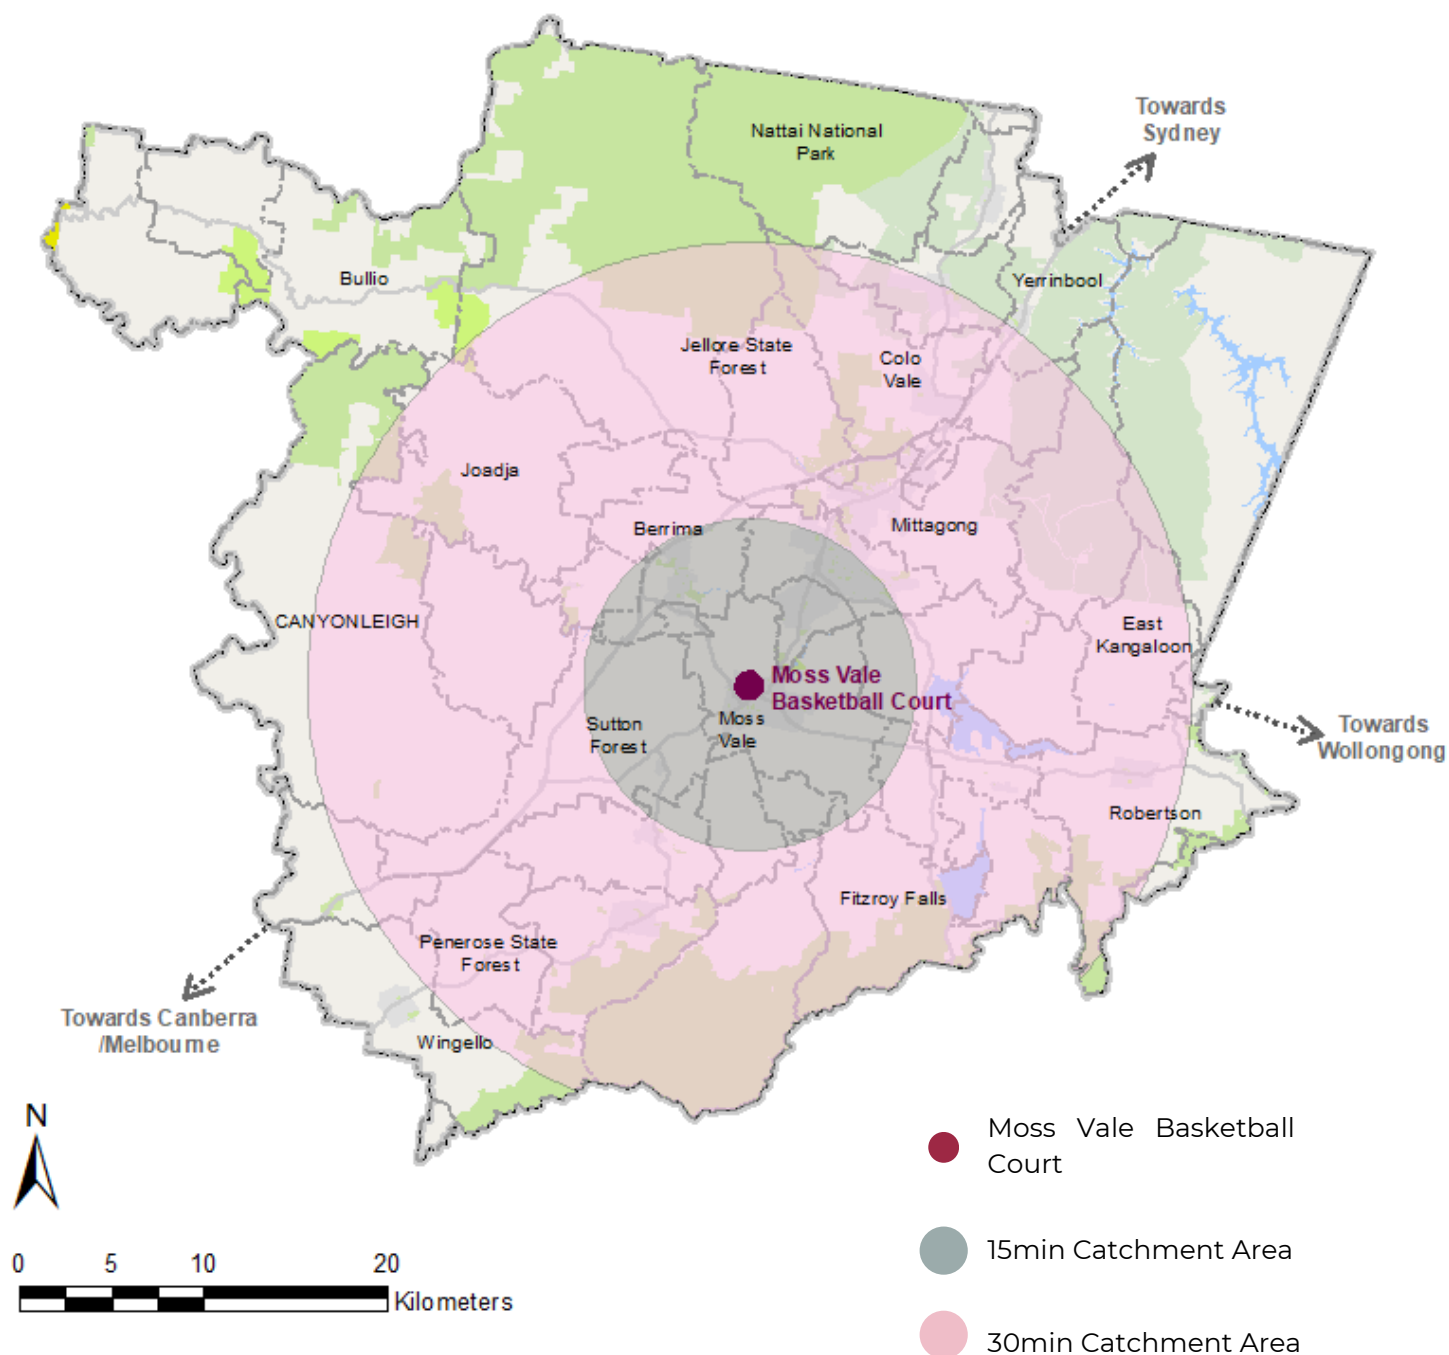 Towards
Sydney
Nattai National
Park
Bullio
Yerrinbool
Jellore State
Forest
Colo
Vale
Joadja
Berrima
Mittagong
CANYONLEIGH
East
Kangaloon
Moss Vale
Basketball Court
Sutton
Forest
Moss
Vale
Towards
Wollongong
Robertson
Fitzroy Falls
Penerose State
Forest
Towards Canberra
/Melbourne
Wingello
N
Moss Vale Basketball
Court
15min Catchment Area
30min Catchment Area
0 5 10 20
Kilometers